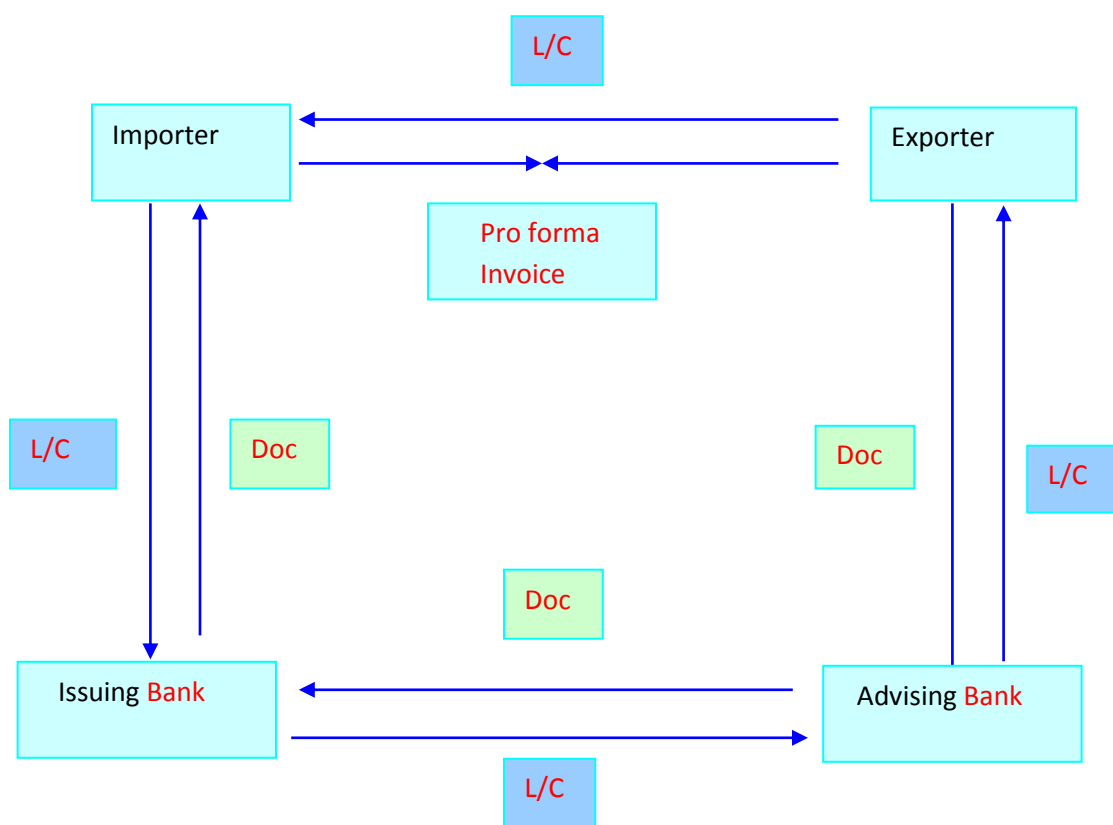 L/C
Importer
Exporter
Pro forma
Invoice
L/C
Doc
Doc
L/C
Doc
Issuing Bank
Advising Bank
L/C